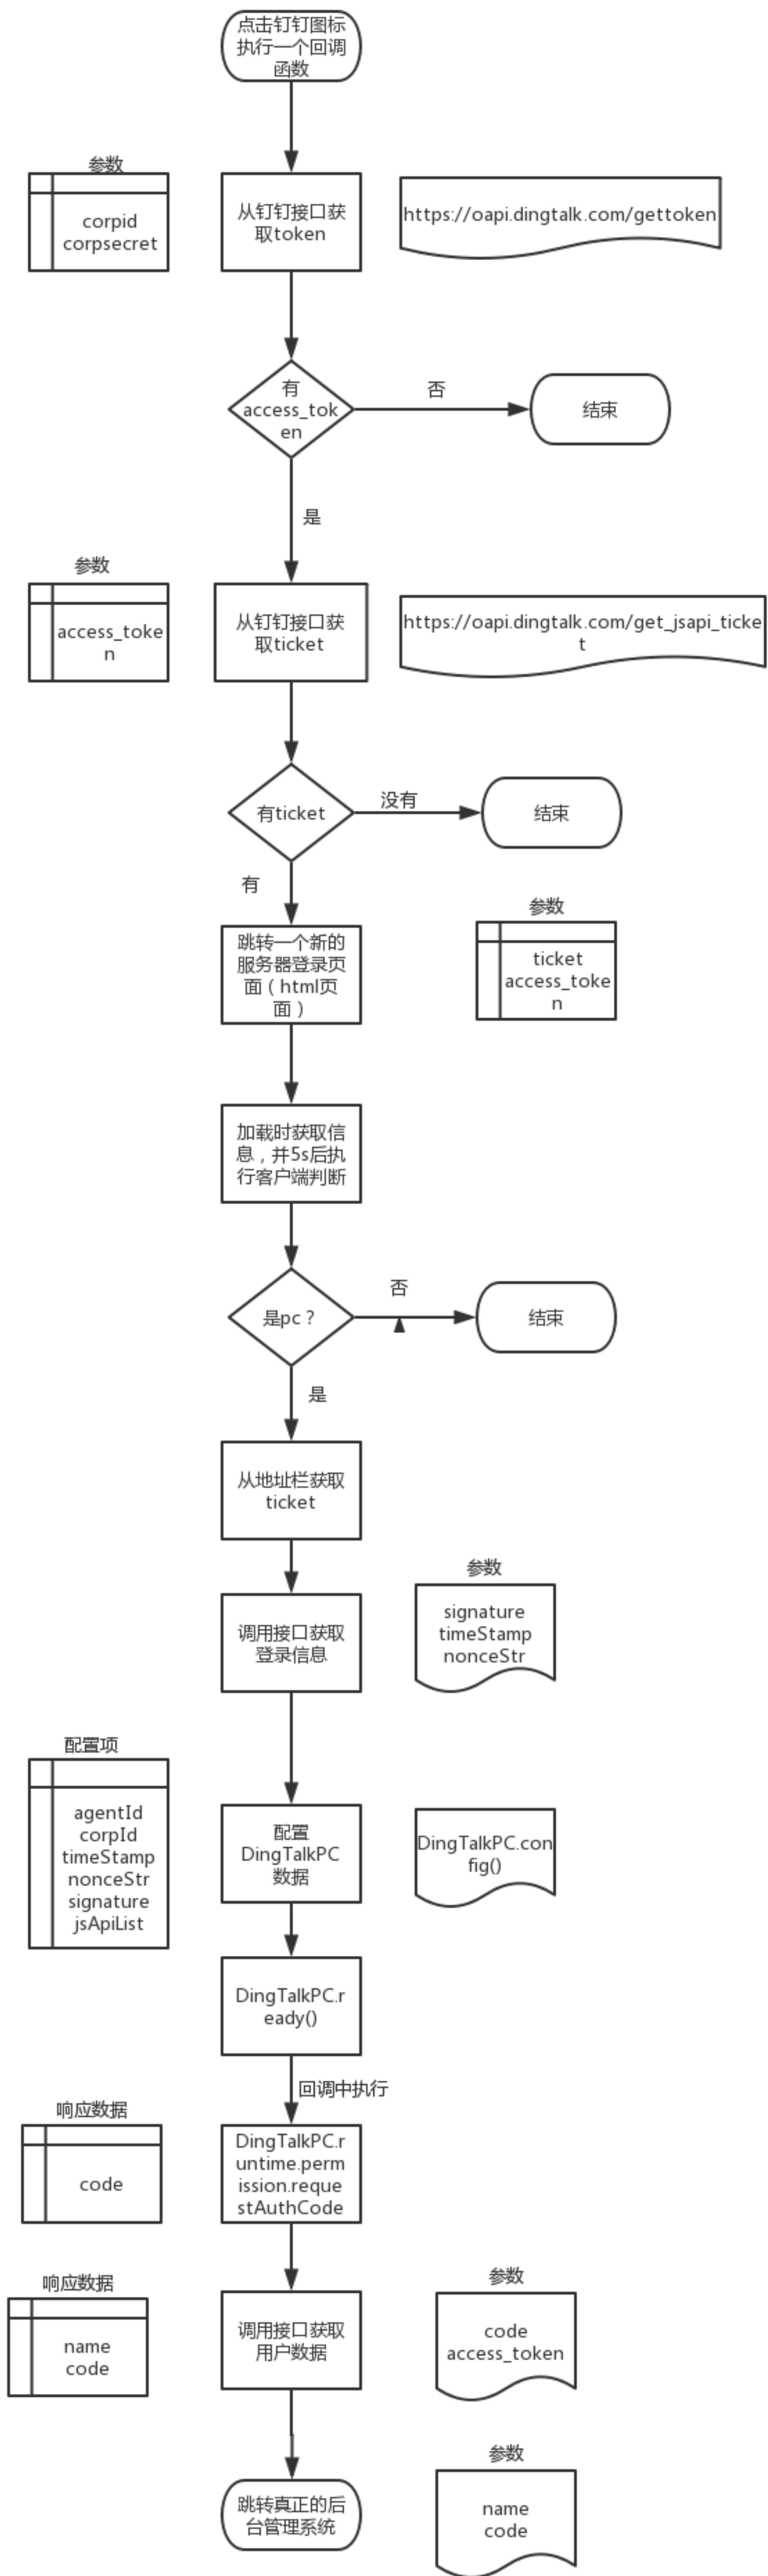 点击钉钉图标
执行一个回调
函数
参数
corpid
corpsecret
从钉钉接口获
取token
https://oapi.dingtalk.com/gettoken
有
access_tok
en
否
结束
是
参数
access_toke
n
从钉钉接口获
取ticket
https://oapi.dingtalk.com/get_jsapi_ticke
t
有ticket
没有
结束
有
跳转一个新的
服务器登录页
面（html页
面）
参数
ticket
access_toke
n
加载时获取信
息，并5s后执
行客户端判断
是pc？
否
结束
是
从地址栏获取
ticket
调用接口获取
登录信息
参数
signature
timeStamp
nonceStr
配置项
agentId
corpId
timeStamp
nonceStr
signature
jsApiList
配置
DingTalkPC
数据
DingTalkPC.con
fig()
DingTalkPC.r
eady()
回调中执行
响应数据
code
DingTalkPC.r
untime.perm
ission.reque
stAuthCode
响应数据
name
code
调用接口获取
用户数据
参数
code
access_token
跳转真正的后
台管理系统
参数
name
code